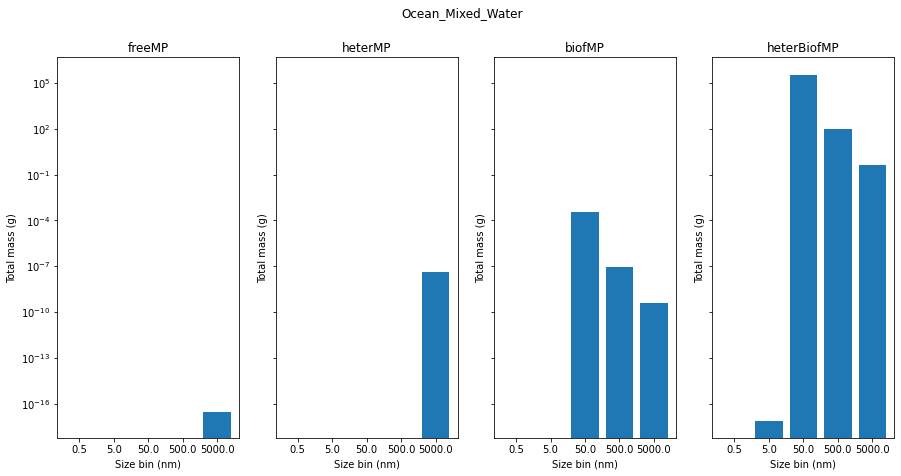 Ocean_Mixed_Water
freeMP
heterMP
biofMP
heterBiofMP
10^5
10^2
10^-1
10^-4
10^-7
10^-10
10^-13
10^-16
Total mass (g)
Total mass (g)
Total mass (g)
Total mass (g)
0.5 5.0 50.0 500.0 5000.0
0.5 5.0 50.0 500.0 5000.0
0.5 5.0 50.0 500.0 5000.0
0.5 5.0 50.0 500.0 5000.0
Size bin (nm)
Size bin (nm)
Size bin (nm)
Size bin (nm)